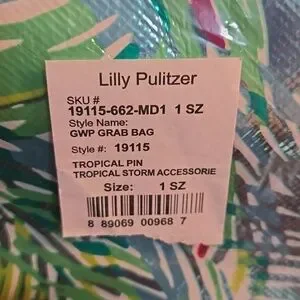 Lilly Pulitzer
SKU #
19115-662-MD1 1 SZ
Style Name:
GWP GRAB BAG
Style #: 19115
TROPICAL PIN
TROPICAL STORM ACCESSORIE
Size: 1 SZ
8 89069 00968 7